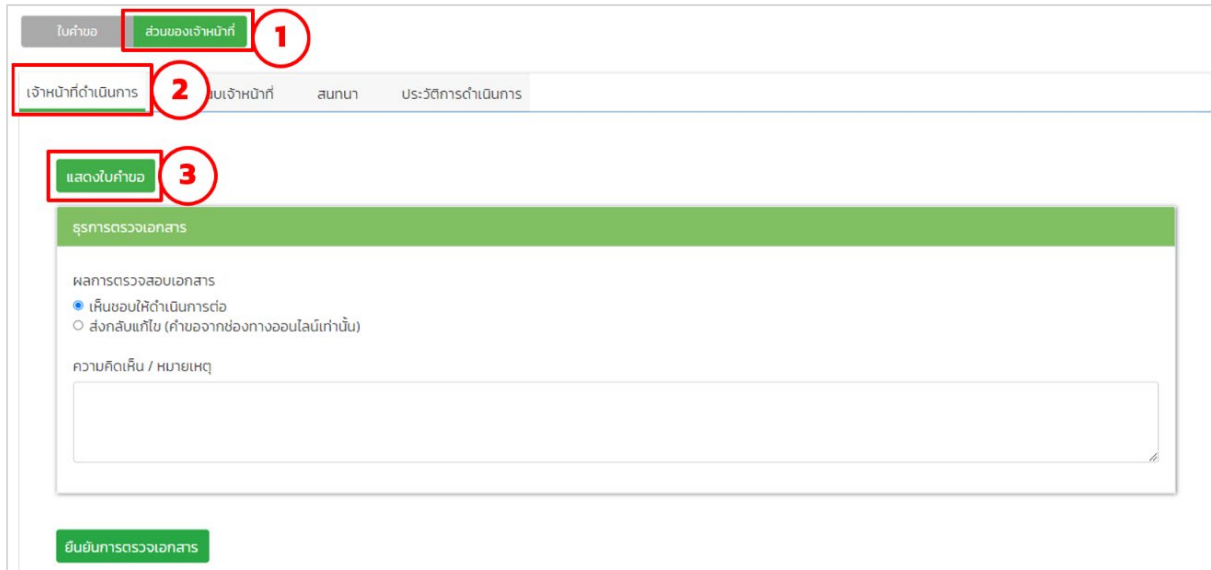 ใบคำขอ ส่วนของเจ้าหน้าที่ 1
เจ้าหน้าที่ดำเนินการ 2 บเจ้าหน้าที่ สนทนา ประวัติการดำเนินการ
แสดงใบคำขอ 3
ธุรการตรวจเอกสาร
ผลการตรวจสอบเอกสาร
เห็นชอบให้ดำเนินการต่อ
ส่งกลับแก้ไข (คำขอจากช่องทางออนไลน์เท่านั้น)
ความคิดเห็น / หมายเหตุ
ยืนยันการตรวจเอกสาร